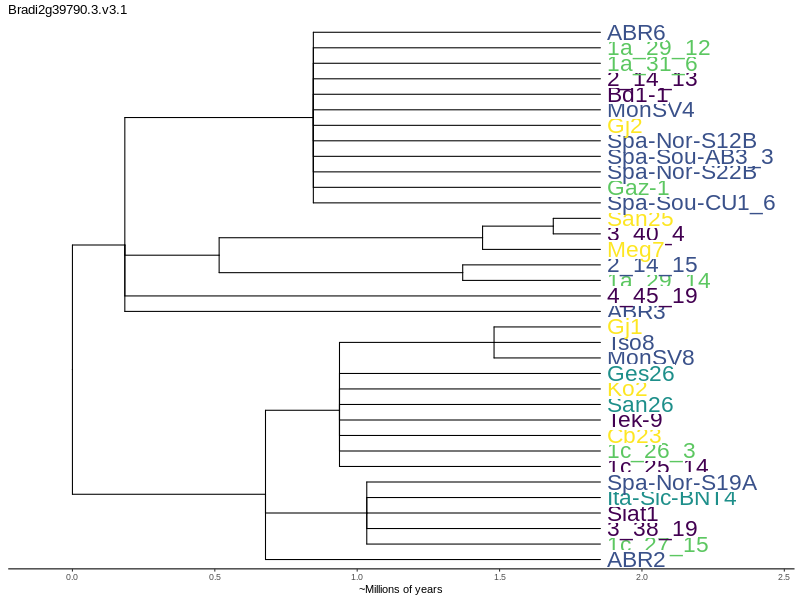 Bradi2g39790.3.v3.1
ABR6
1a_29_12
1a_31_6
2_14_13
Bd1-1
MonSV4
Gj2
Spa-Nor-S12B
Spa-Sou-AB3_3
Spa-Nor-S22B
Gaz-1
Spa-Sou-CU1_6
San25
3_40_4
Meg7
2_14_15
1a_29_14
4_45_19
ABR3
Gj1
Tso8
MonSV8
Ges26
Ko2
San26
Tek-9
Cb23
1c_26_3
1c_25_14
Spa-Nor-S19A
Ita-Sic-BNT4
Siat1
3_38_19
1c_27_15
ABR2
0.0 0.5 1.0 1.5 2.0 2.5
~Millions of years